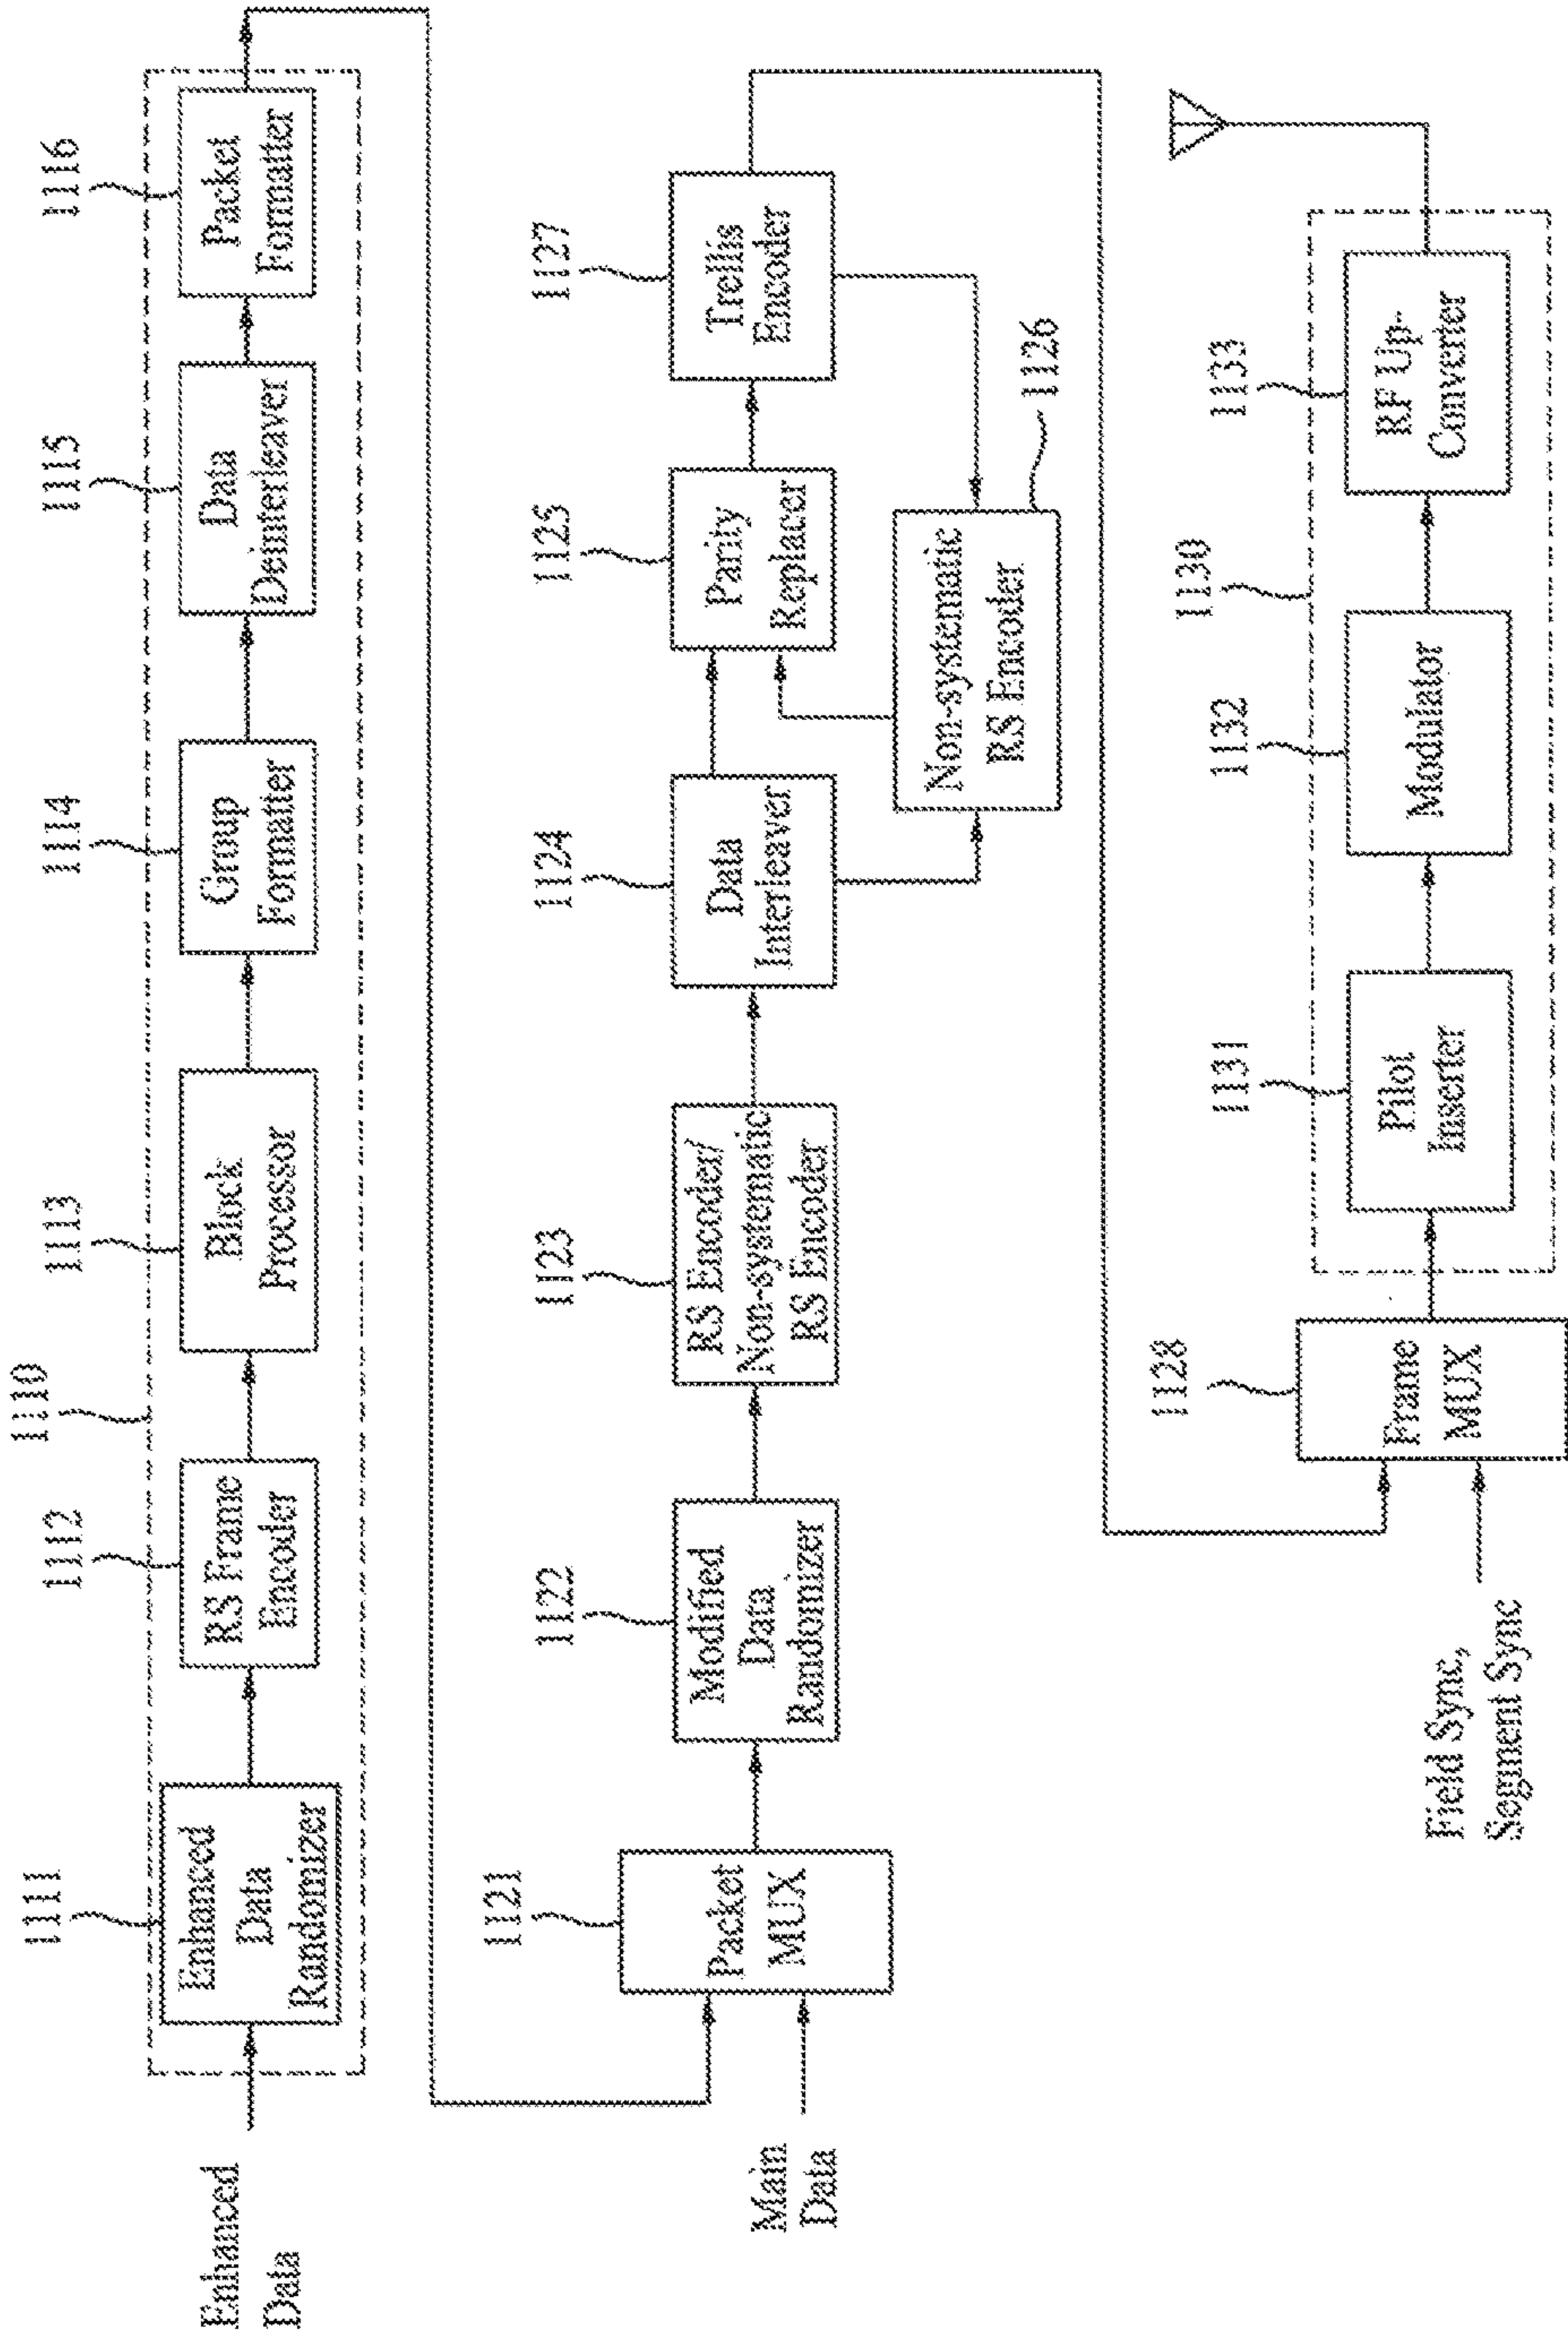 1110
1111
Enhanced
Data
Randomizer
1112
RS Frame
Encoder
1113
Block
Processor
1114
Group
Formatter
1115
Data
Deinterleaver
1116
Packet
Formatter
Enhanced
Data
1121
Packet
MUX
1122
Modified
Data
Randomizer
1123
RS Encoder/
Non-systematic
RS Encoder
1124
Data
Interleaver
1125
Parity
Replacer
1127
Trellis
Encoder
Non-systematic
RS Encoder
1126
Main
Data
1128
Frame
MUX
1130
1131
Pilot
Inserter
1132
Modulator
1133
RF Up-
Converter
Field Sync,
Segment Sync